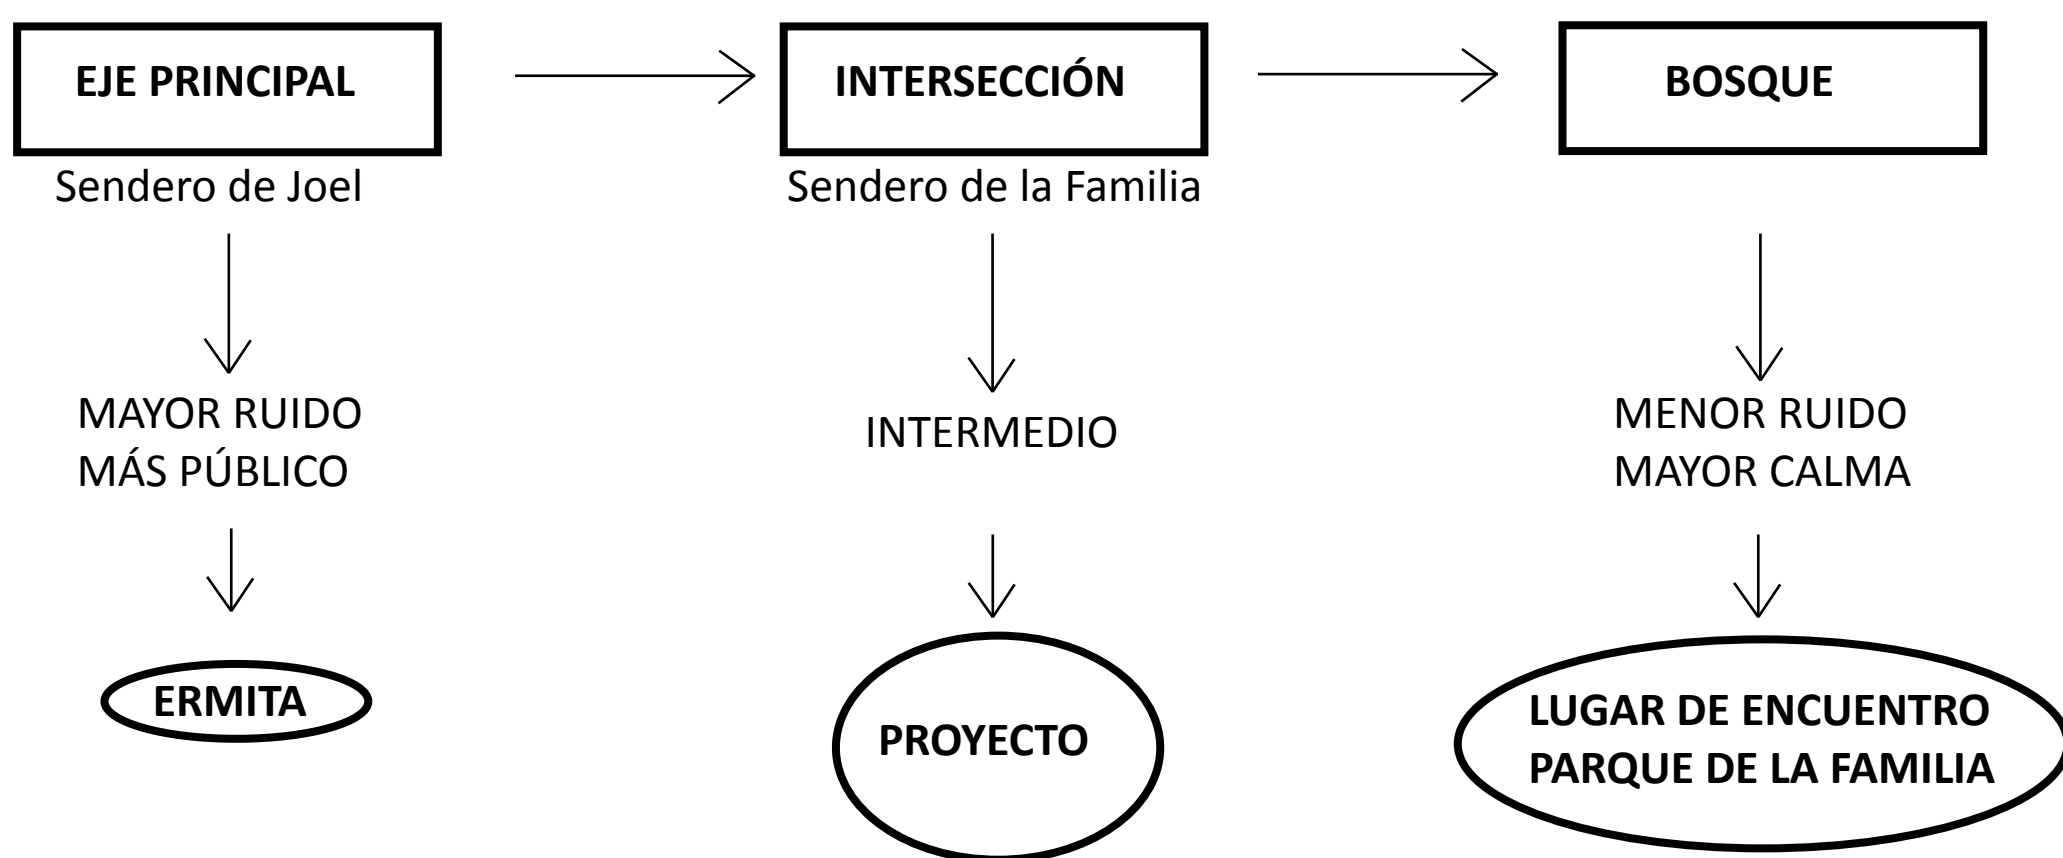 EJE PRINCIPAL
INTERSECCIÓN
BOSQUE
Sendero de Joel
Sendero de la Familia
MAYOR RUIDO
MÁS PÚBLICO
INTERMEDIO
MENOR RUIDO
MAYOR CALMA
ERMITA
PROYECTO
LUGAR DE ENCUENTRO
PARQUE DE LA FAMILIA